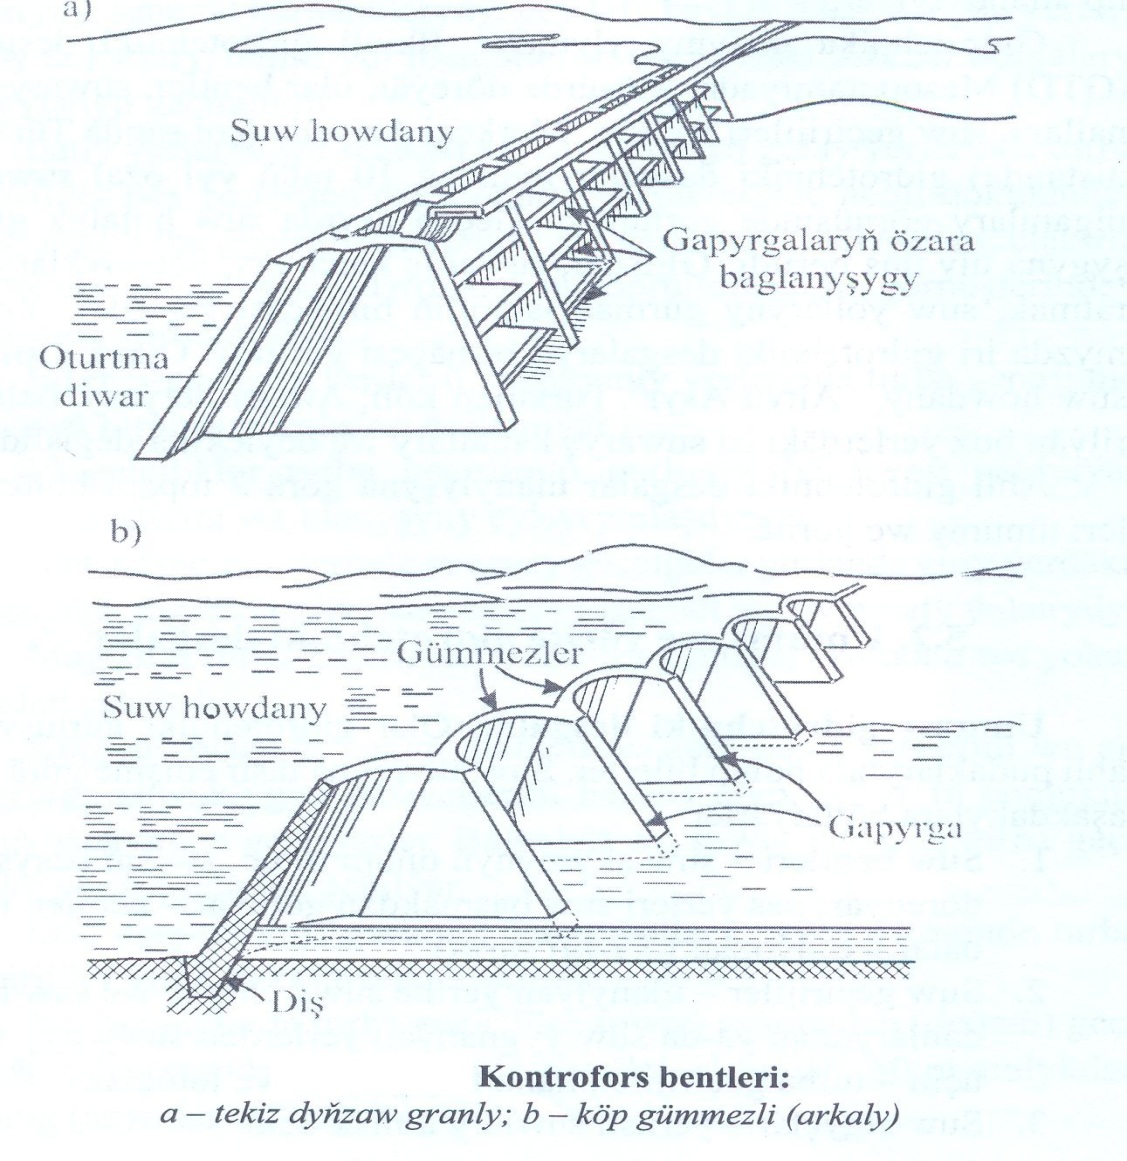 a)
Suw howdany
Gapyrgalaryň özara
baglanyşygy
Oturtma
diwar
b)
Gümmezler
Suw howdany
Gapyrga
Diş
Kontrofors bentleri:
a – tekiz dyňzaw granly; b – köp gümmezli (arkaly)